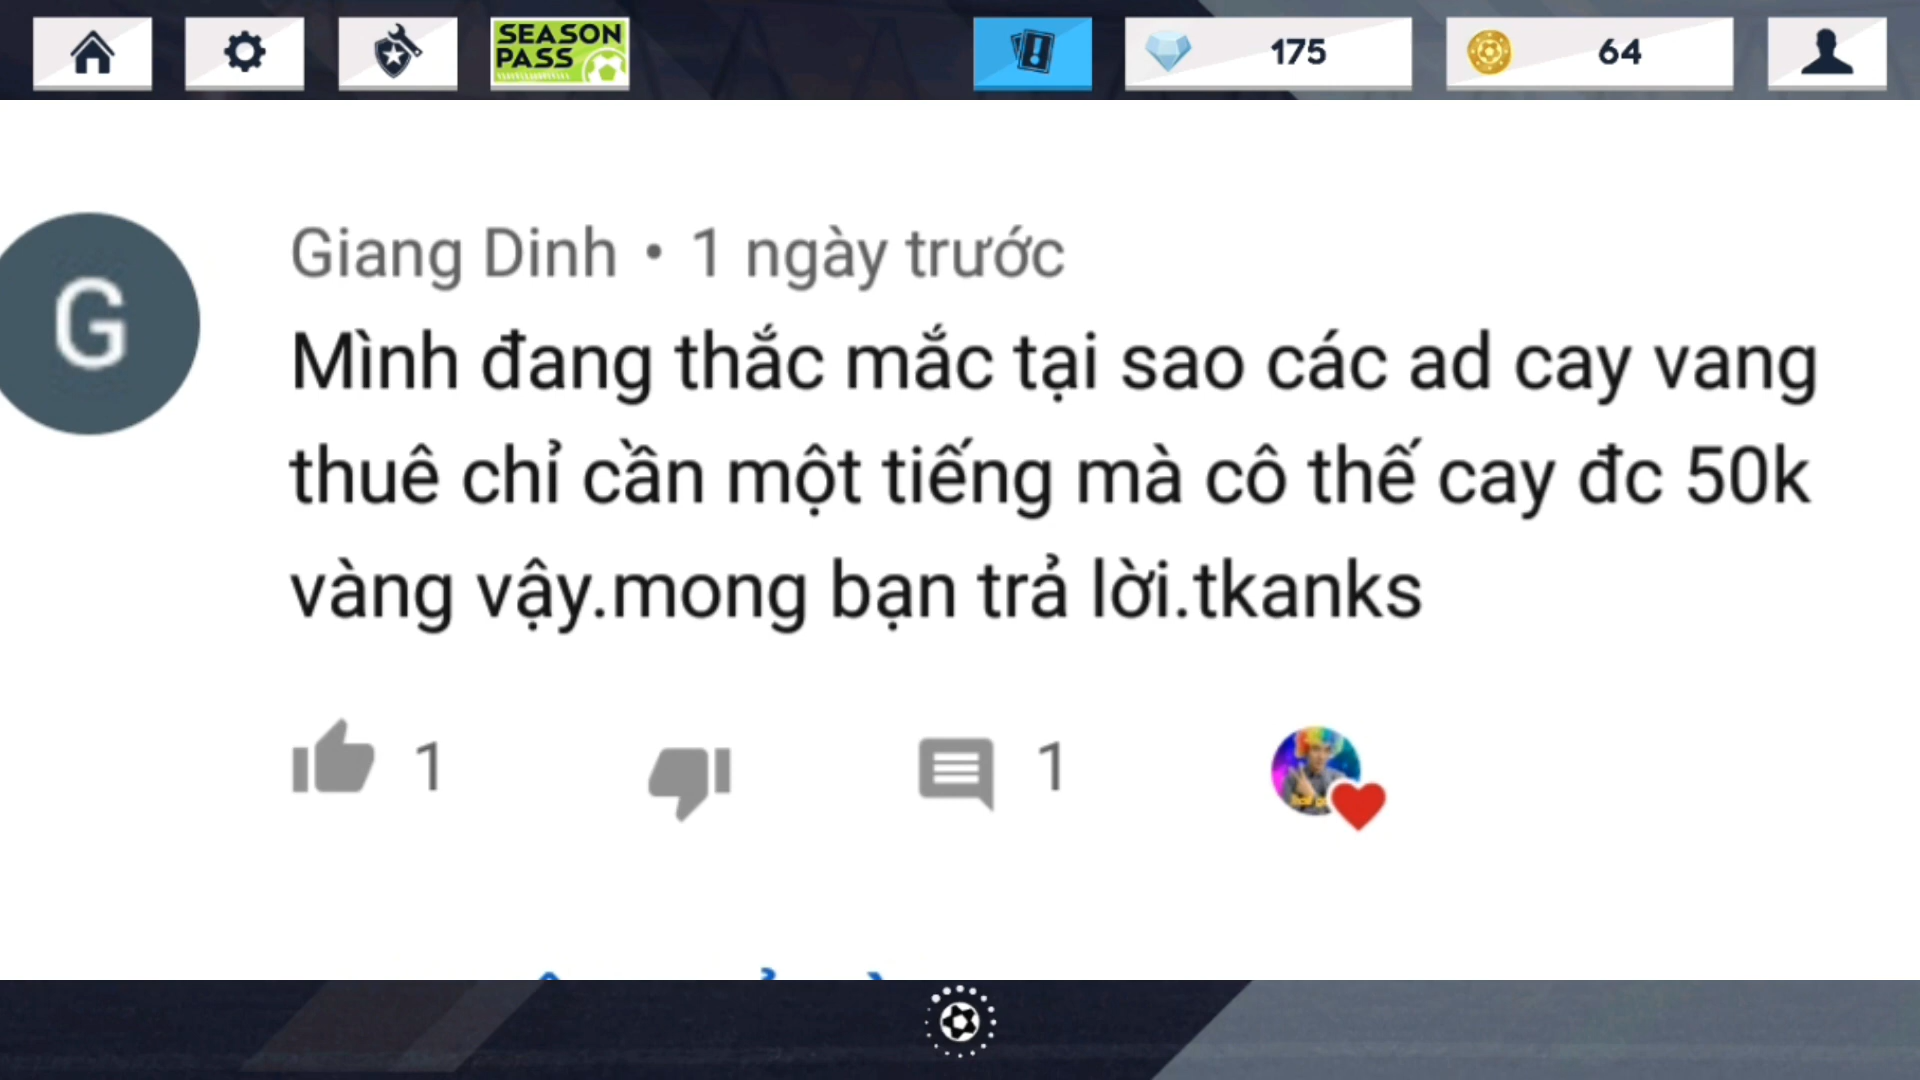 SEASON
PASS
175
64
G
Giang Dinh • 1 ngày trước
Mình đang thắc mắc tại sao các ad cay vang
thuê chỉ cần một tiếng mà cô thế cay đc 50k
vàng vậy.mong bạn trả lời.tkanks
1
1